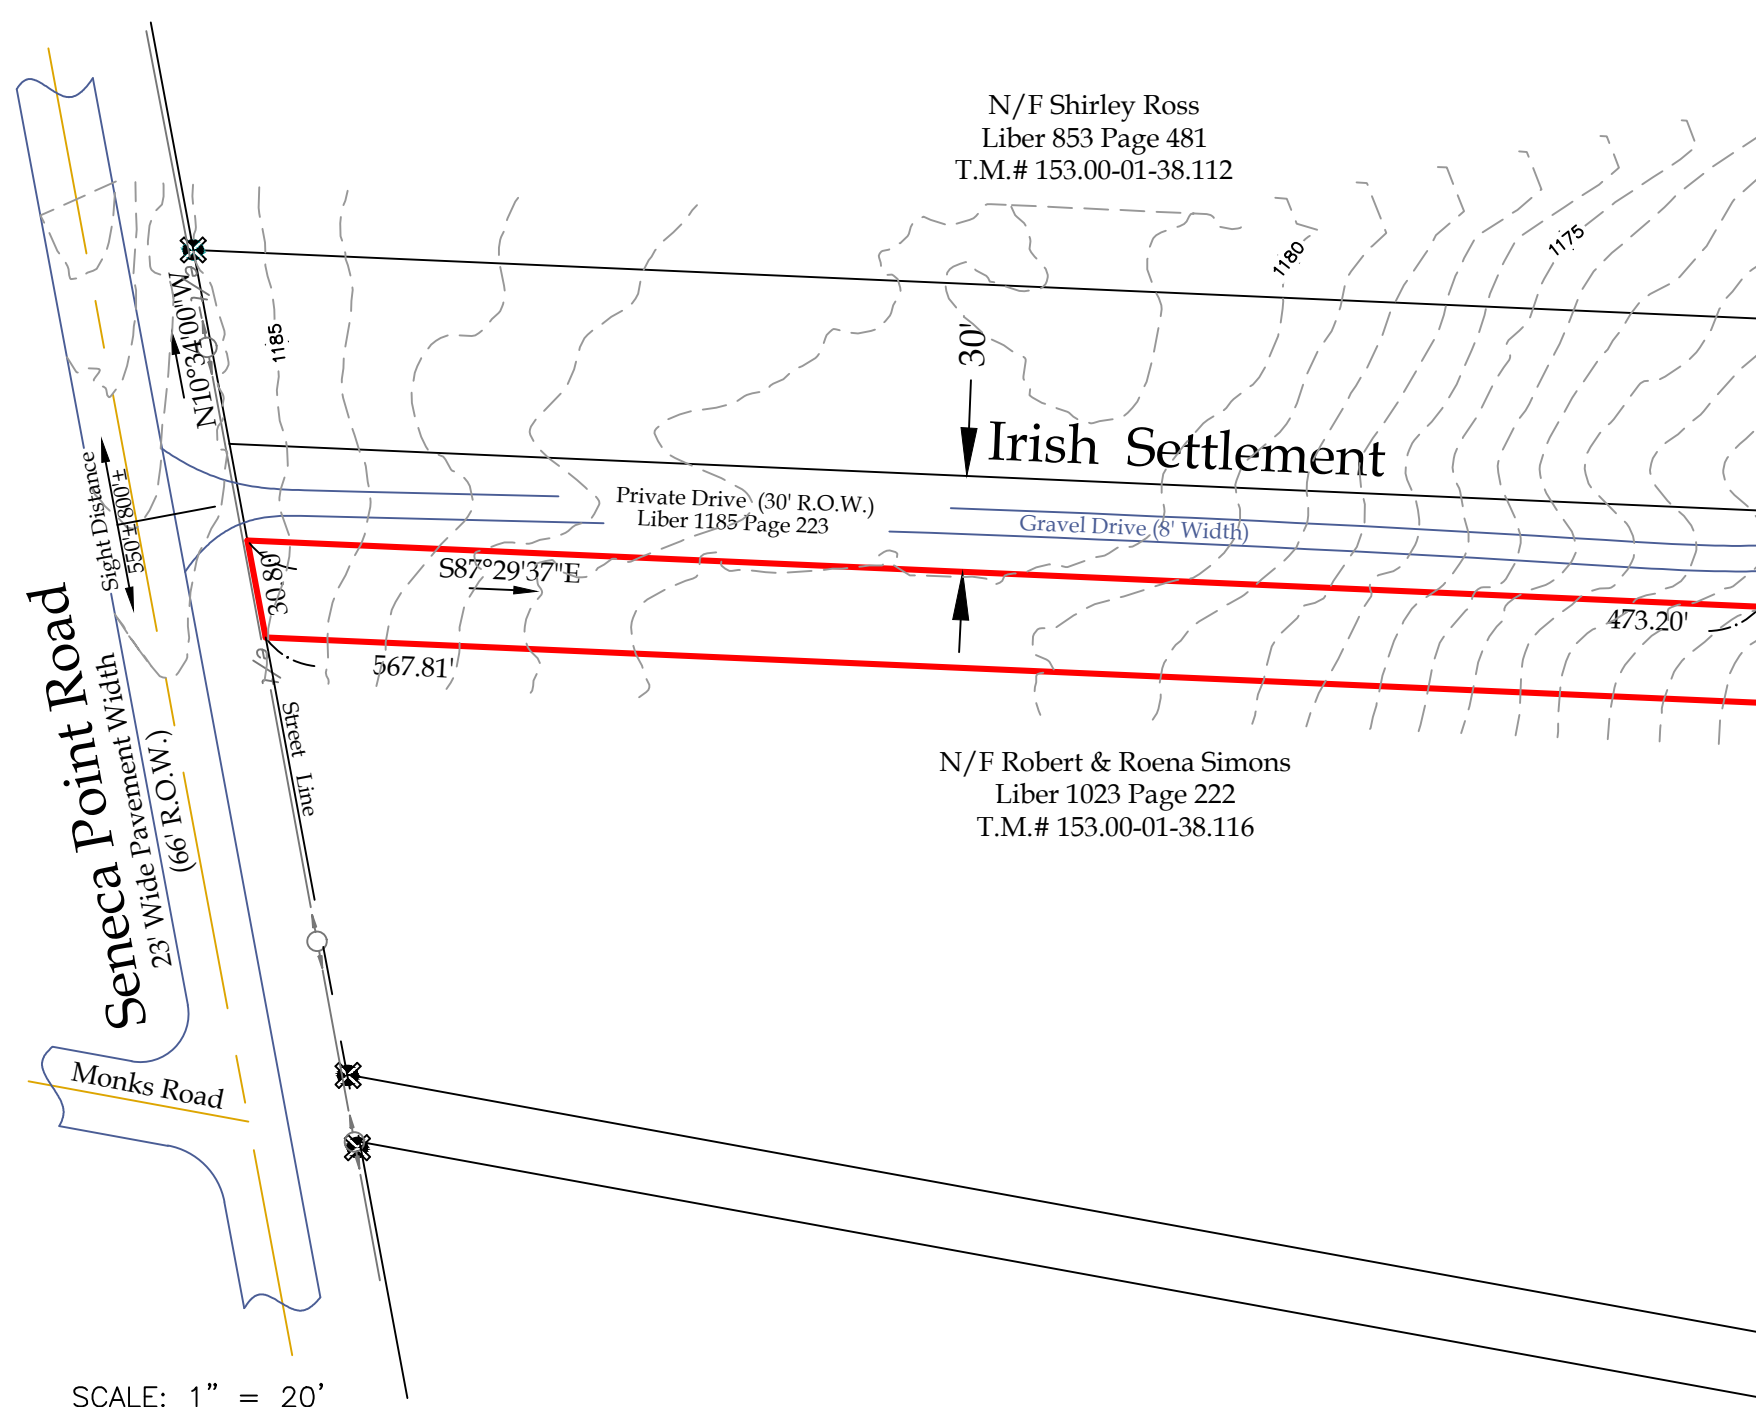 N/F Shirley Ross
Liber 853 Page 481
T.M.# 153.00-01-38.112
1175
1180
1185
N10°34'00"W
a/l
30'
Irish Settlement
Private Drive (30' R.O.W.)
Liber 1185 Page 223
Gravel Drive (8' Width)
Sight Distance
550'± 800'±
30.80'
S87°29'37"E
473.20'
567.81'
a/l
Street Line
Seneca Point Road
23' Wide Pavement Width
(66' R.O.W.)
N/F Robert & Roena Simons
Liber 1023 Page 222
T.M.# 153.00-01-38.116
Monks Road
SCALE: 1" = 20'